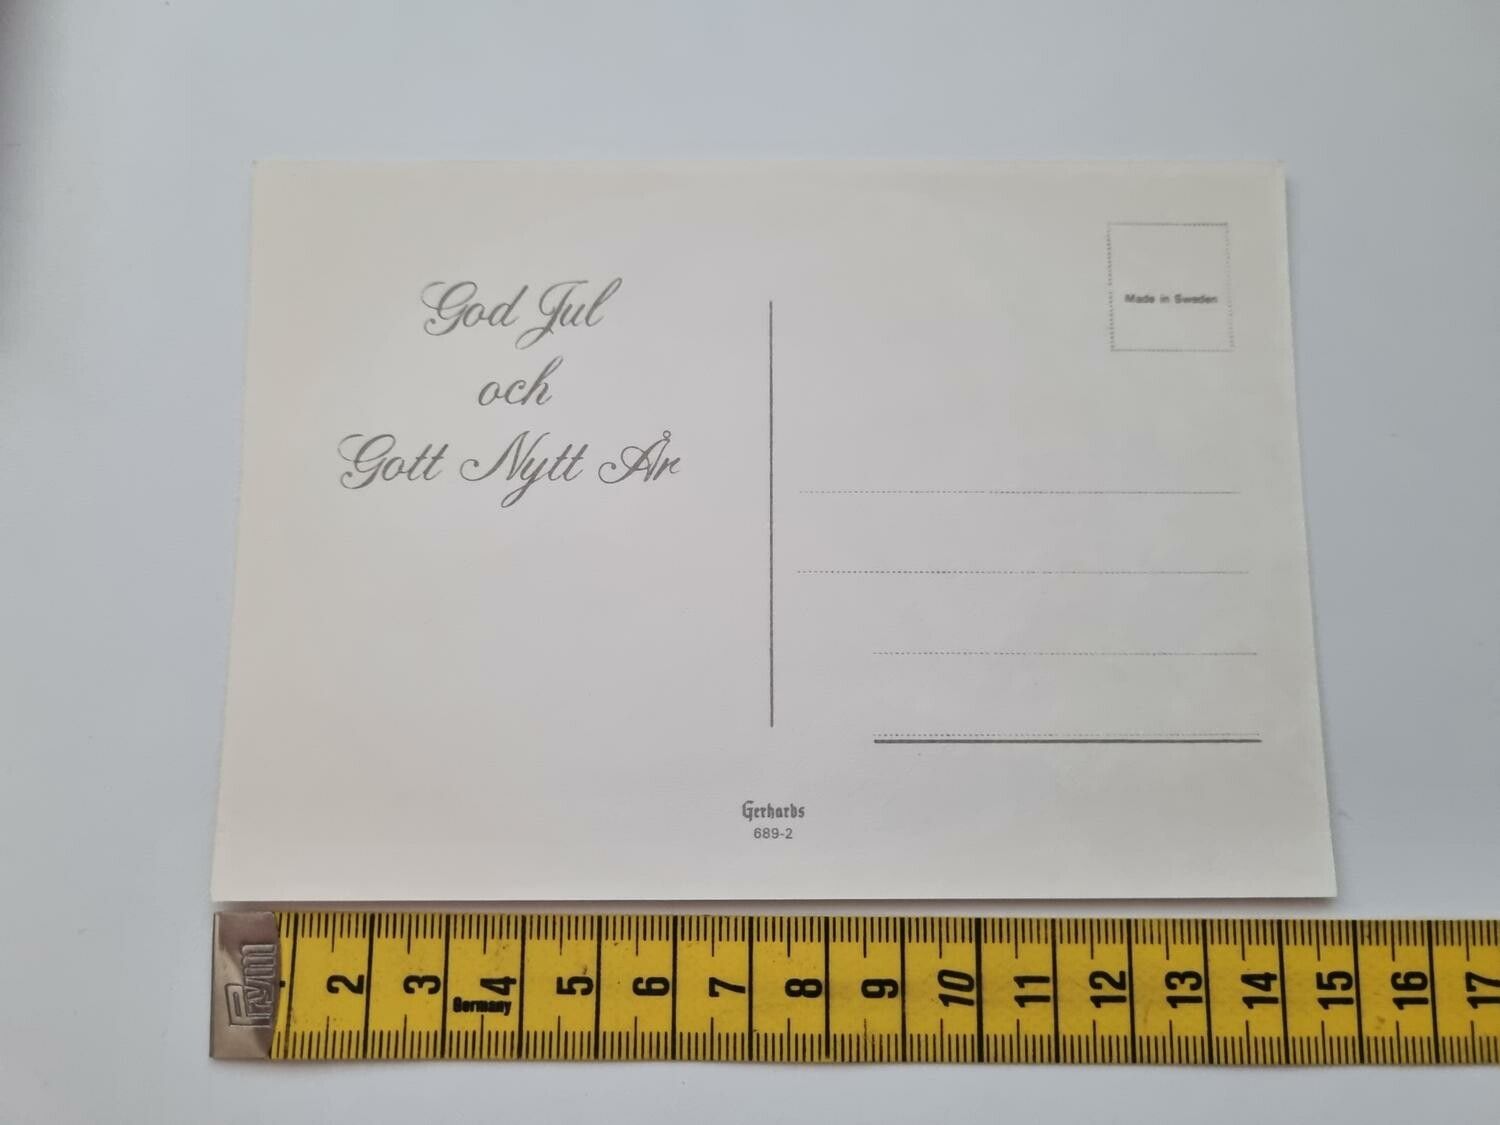 God Jul
och
Gott Nytt År
Made in Sweden
Gerhards
689-2
Prym
2 3 4 5 6 7 8 9 10 11 12 13 14 15 16 17
Germany